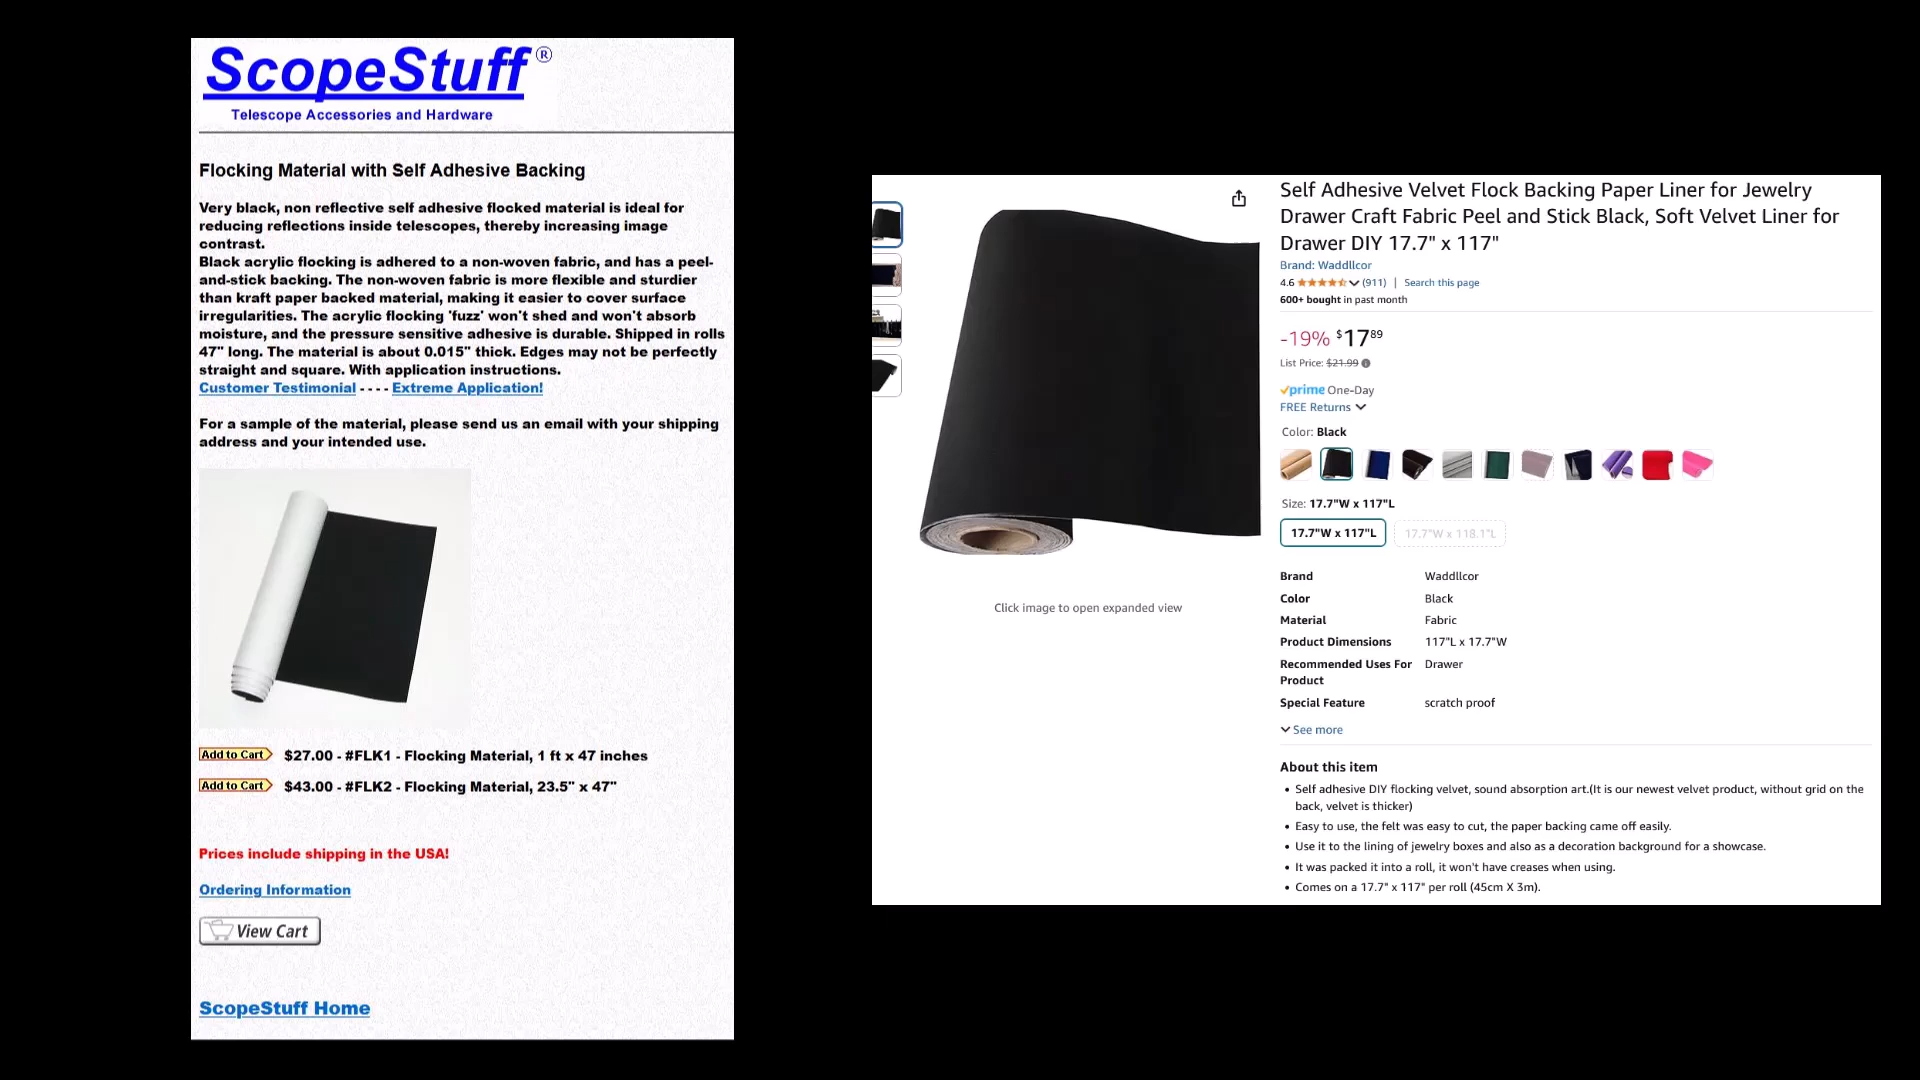 ScopeStuff®
Telescope Accessories and Hardware
Flocking Material with Self Adhesive Backing
Very black, non reflective self adhesive flocked material is ideal for
reducing reflections inside telescopes, thereby increasing image
contrast.
Black acrylic flocking is adhered to a non-woven fabric, and has a peel-
and-stick backing. The non-woven fabric is more flexible and sturdier
than kraft paper backed material, making it easier to cover surface
irregularities. The acrylic flocking 'fuzz' won't shed and won't absorb
moisture, and the pressure sensitive adhesive is durable. Shipped in rolls
47" long. The material is about 0.015" thick. Edges may not be perfectly
straight and square. With application instructions.
Customer Testimonial - - - - Extreme Application!
For a sample of the material, please send us an email with your shipping
address and your intended use.
Add to Cart $27.00 - #FLK1 - Flocking Material, 1 ft x 47 inches
Add to Cart $43.00 - #FLK2 - Flocking Material, 23.5" x 47"
Prices include shipping in the USA!
Ordering Information
View Cart
ScopeStuff Home
Click image to open expanded view
Self Adhesive Velvet Flock Backing Paper Liner for Jewelry
Drawer Craft Fabric Peel and Stick Black, Soft Velvet Liner for
Drawer DIY 17.7" x 117"
Brand: Waddllcor
4.6 (911) | Search this page
600+ bought in past month
-19% $17 89
List Price: $21.99
prime One-Day
FREE Returns
Color: Black
Size: 17.7"W x 117"L
17.7"W x 117"L 17.7"W x 118.1"L
Brand Waddllcor
Color Black
Material Fabric
Product Dimensions 117"L x 17.7"W
Recommended Uses For Drawer
Product
Special Feature scratch proof
See more
About this item
• Self adhesive DIY flocking velvet, sound absorption art.(It is our newest velvet product, without grid on the
back, velvet is thicker)
• Easy to use, the felt was easy to cut, the paper backing came off easily.
• Use it to the lining of jewelry boxes and also as a decoration background for a showcase.
• It was packed it into a roll, it won't have creases when using.
• Comes on a 17.7" x 117" per roll (45cm X 3m).